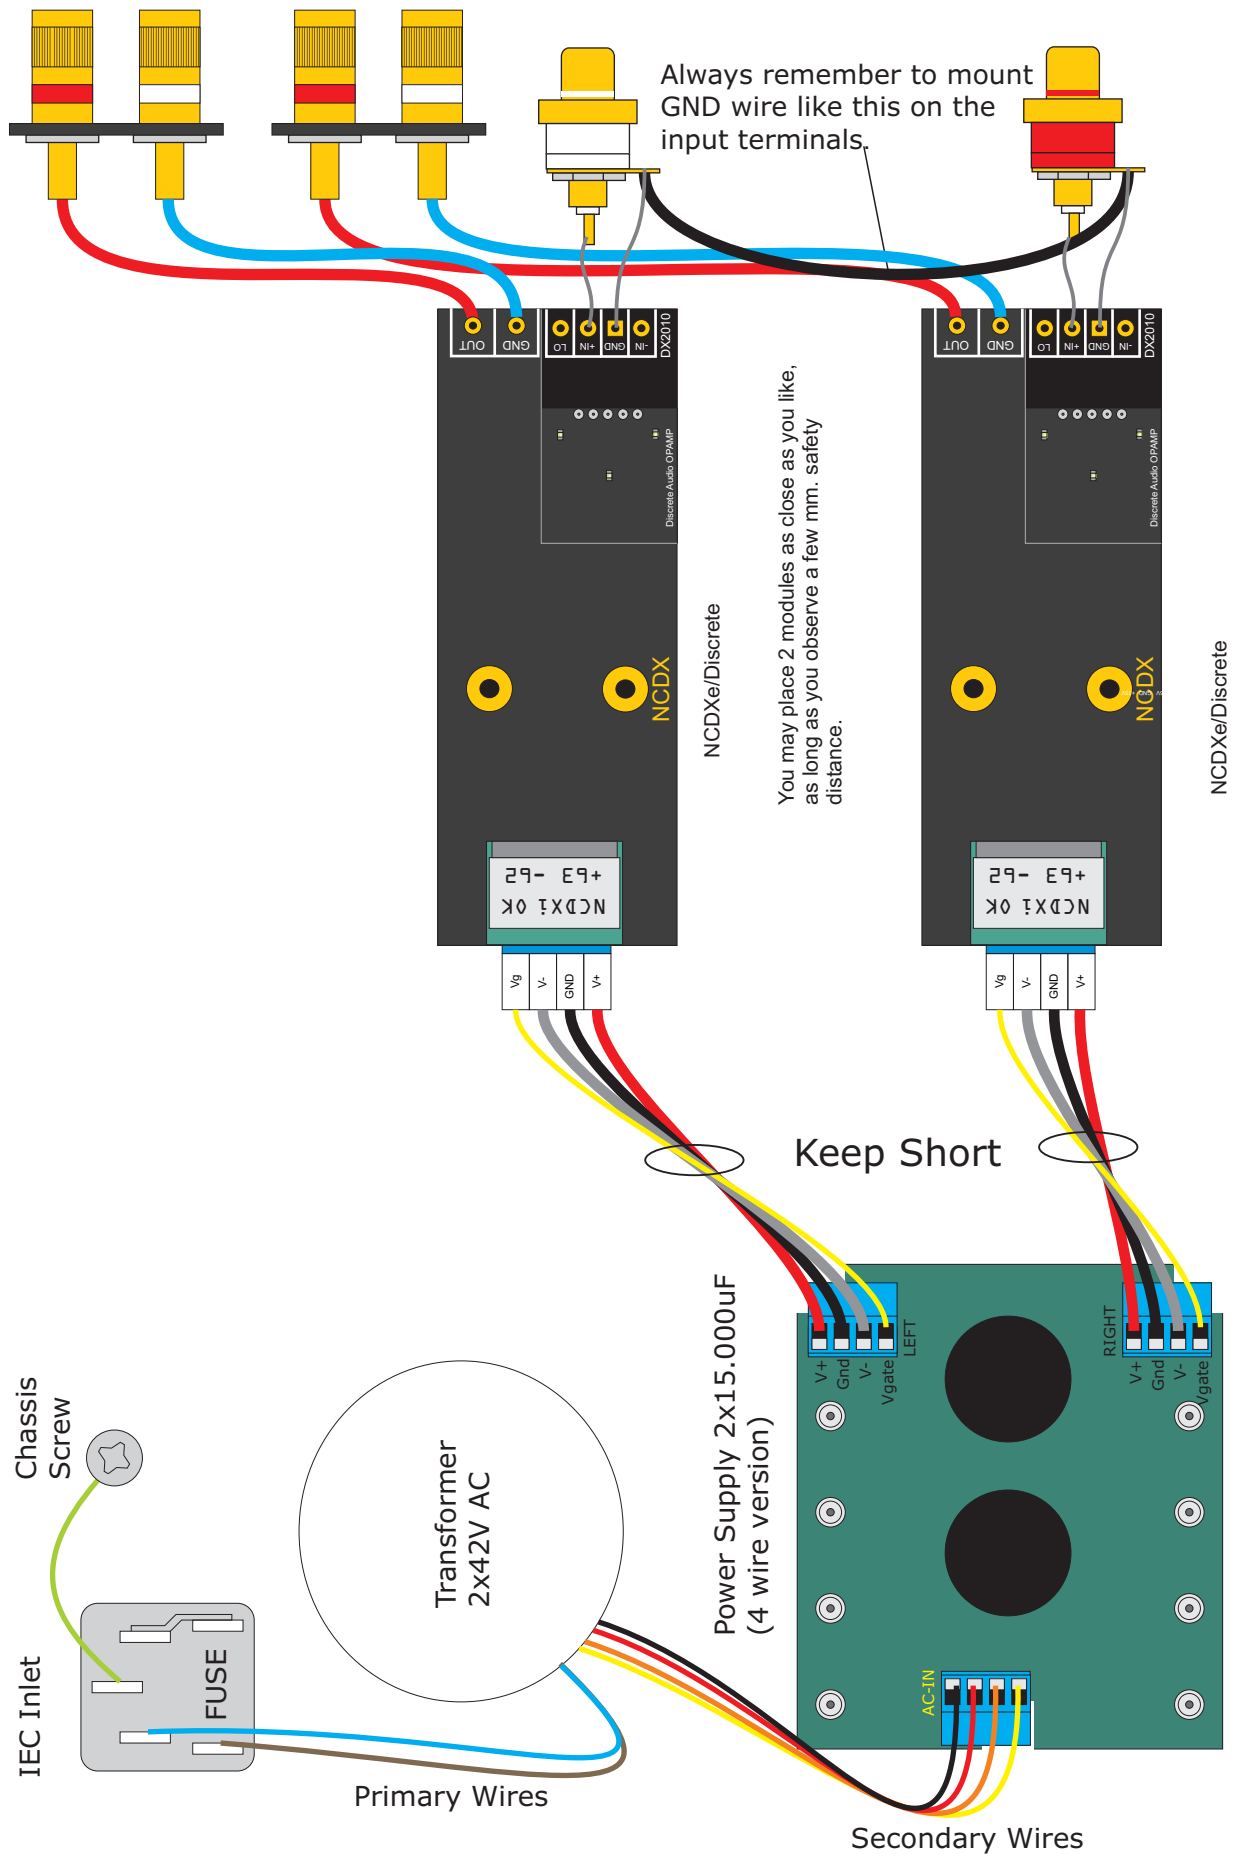 Always remember to mount
GND wire like this on the
input terminals.
OUT
GND
LO
+IN
GND
-IN
DX2010
Discrete Audio OPAMP
OUT
GND
LO
+IN
GND
-IN
DX2010
Discrete Audio OPAMP
You may place 2 modules as close as you like,
as long as you observe a few mm. safety
distance.
NCDX
NCDXe/Discrete
NCDX
NCDXe/Discrete
NCDXi OK
+63 -62
NCDXi OK
+63 -62
Vg
V-
GND
V+
Vg
V-
GND
V+
Keep Short
LEFT
V+
Gnd
V-
Vgate
RIGHT
V+
Gnd
V-
Vgate
Power Supply 2x15.000uF
(4 wire version)
Chassis
Screw
Transformer
2x42V AC
IEC Inlet
FUSE
AC-IN
Primary Wires
Secondary Wires